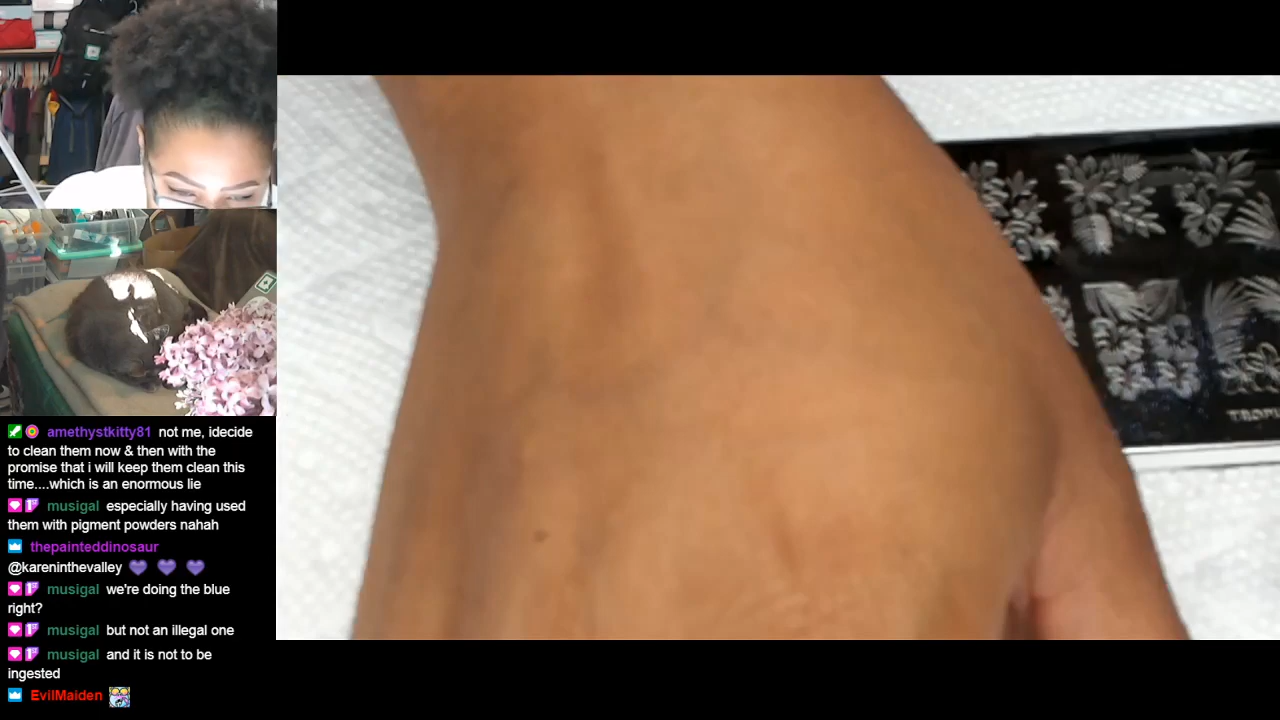 amethystkitty81 not me, idecide
to clean them now & then with the
promise that i will keep them clean this
time....which is an enormous lie
musigal especially having used
them with pigment powders nahah
thepainteddinosaur
@kareninthevalley
musigal we're doing the blue
right?
musigal but not an illegal one
musigal and it is not to be
ingested
EvilMaiden